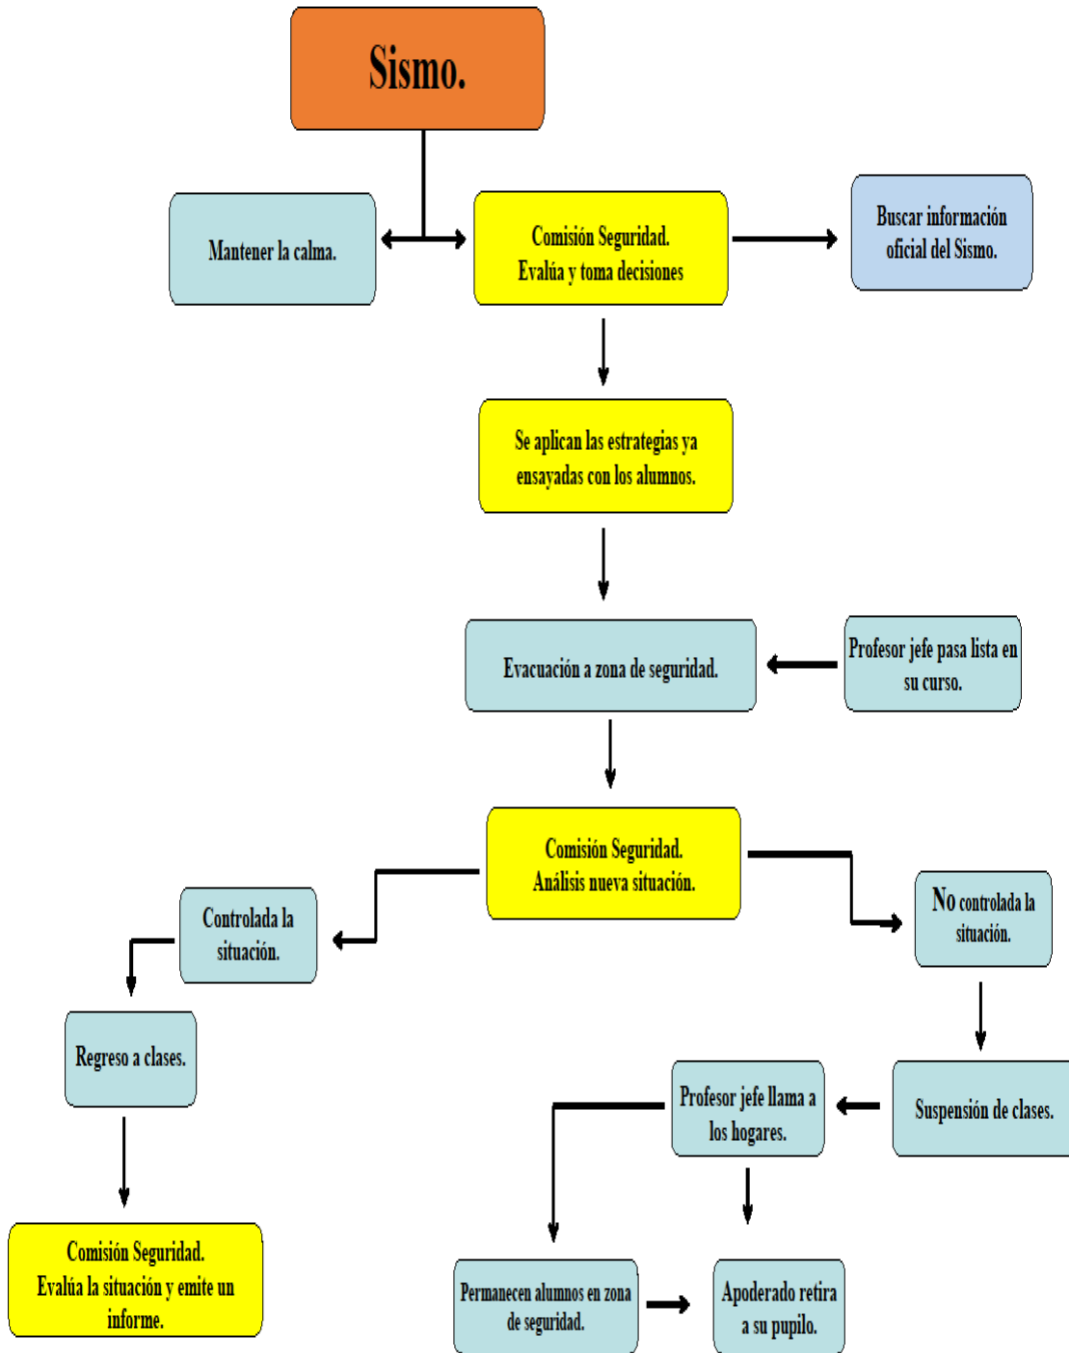 Sismo.
Mantener la calma.
Comisión Seguridad.
Evalúa y toma decisiones
Buscar información
oficial del Sismo.
Se aplican las estrategias ya
ensayadas con los alumnos.
Evacuación a zona de seguridad.
Profesor jefe pasa lista en
su curso.
Comisión Seguridad.
Análisis nueva situación.
Controlada la
situación.
No controlada la
situación.
Regreso a clases.
Profesor jefe llama a
los hogares.
Suspensión de clases.
Comisión Seguridad.
Evalúa la situación y emite un
informe.
Permanecen alumnos en zona
de seguridad.
Apoderado retira
a su pupilo.